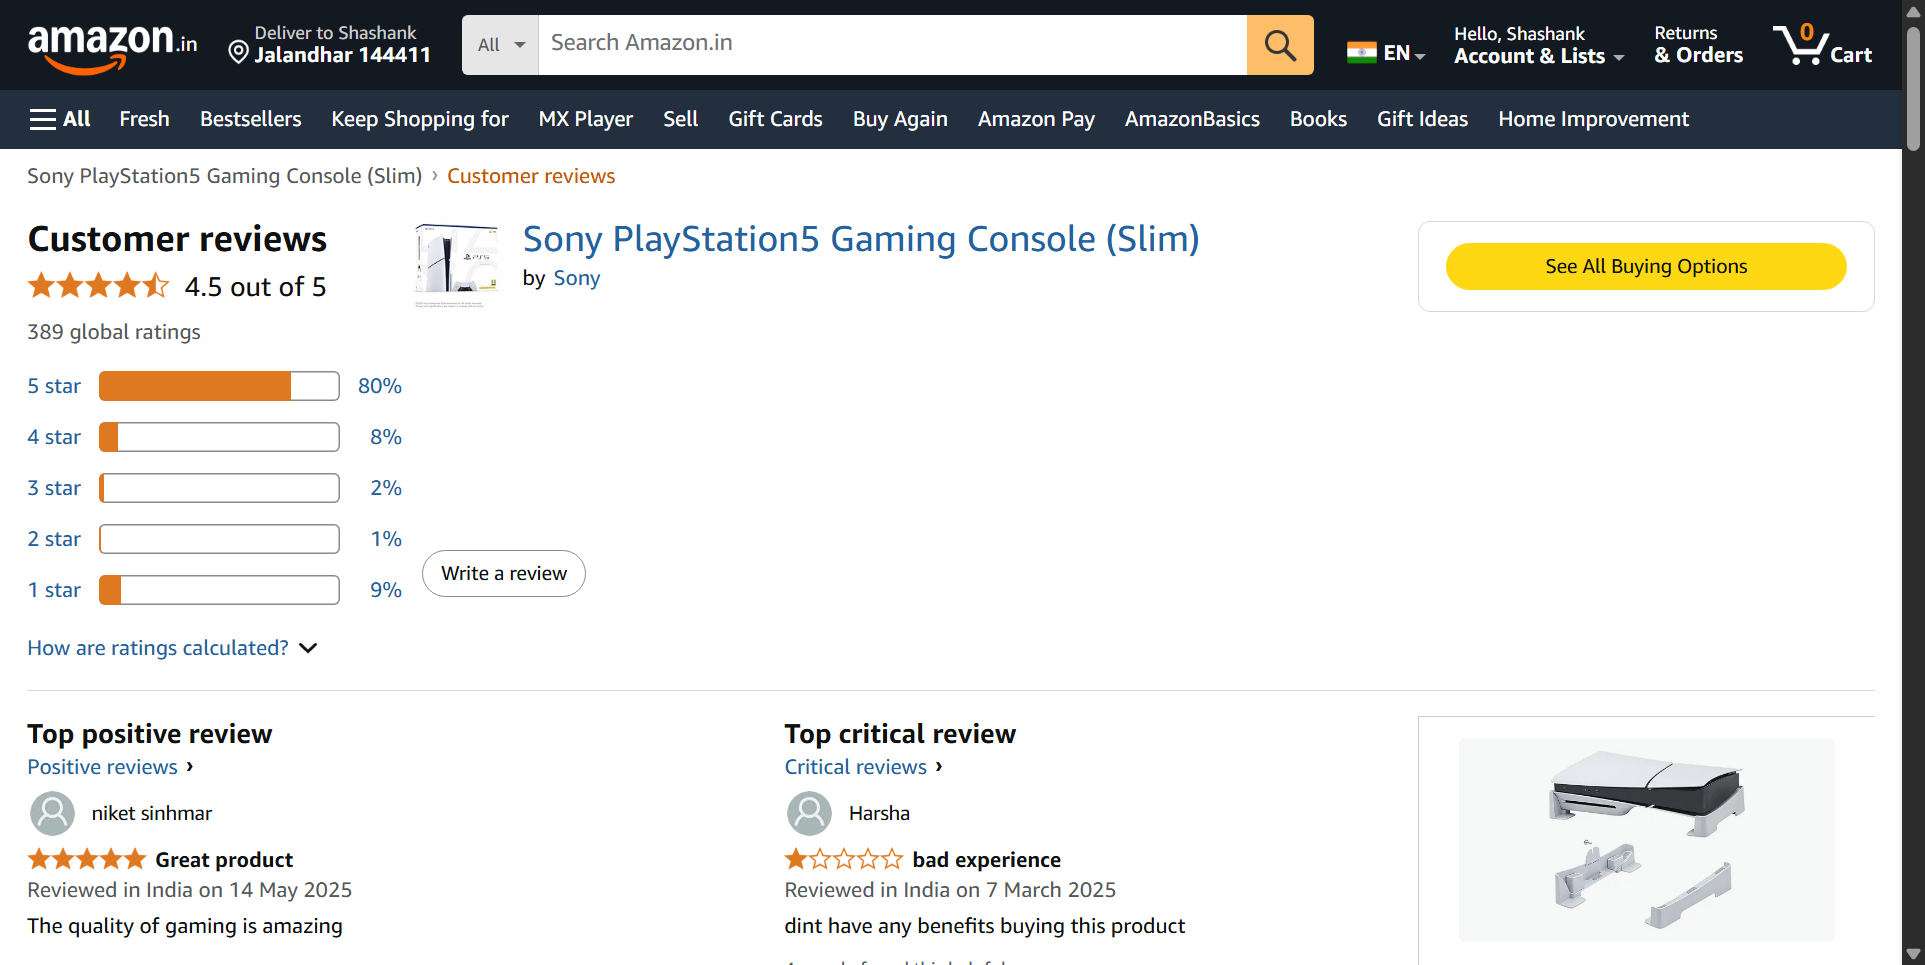 amazon.in
Deliver to Shashank
Jalandhar 144411
All
Search Amazon.in
EN
Hello, Shashank
Account & Lists
Returns
& Orders
0
Cart
All Fresh Bestsellers Keep Shopping for MX Player Sell Gift Cards Buy Again Amazon Pay AmazonBasics Books Gift Ideas Home Improvement
Sony PlayStation5 Gaming Console (Slim) › Customer reviews
Customer reviews
4.5 out of 5
389 global ratings
5 star 80%
4 star 8%
3 star 2%
2 star 1%
1 star 9%
How are ratings calculated?
PS5
Sony PlayStation5 Gaming Console (Slim)
by Sony
Write a review
See All Buying Options
Top positive review
Positive reviews ›
niket sinhmar
Great product
Reviewed in India on 14 May 2025
The quality of gaming is amazing
Top critical review
Critical reviews ›
Harsha
bad experience
Reviewed in India on 7 March 2025
dint have any benefits buying this product